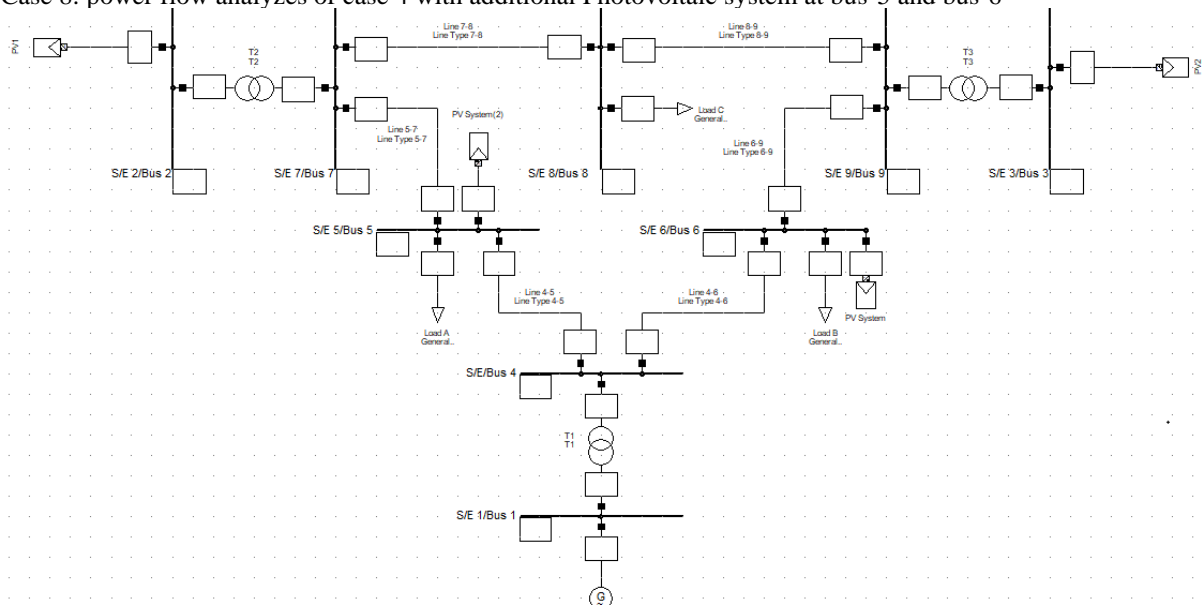 Case 8: power flow analyzes of case 4 with additional Photovoltaic system at bus-5 and bus-6
Line 7-8
Line Type 7-8
Line 8-9
Line Type 8-9
PV1
T2
T2
T3
T3
PV2
Line 5-7
Line Type 5-7
PV System(2)
Load C
General..
Line 6-9
Line Type 6-9
S/E 2/Bus 2
S/E 7/Bus 7
S/E 8/Bus 8
S/E 9/Bus 9
S/E 3/Bus 3
S/E 5/Bus 5
S/E 6/Bus 6
Line 4-5
Line Type 4-5
Line 4-6
Line Type 4-6
PV System
Load A
General..
Load B
General..
S/E/Bus 4
T1
T1
S/E 1/Bus 1
G